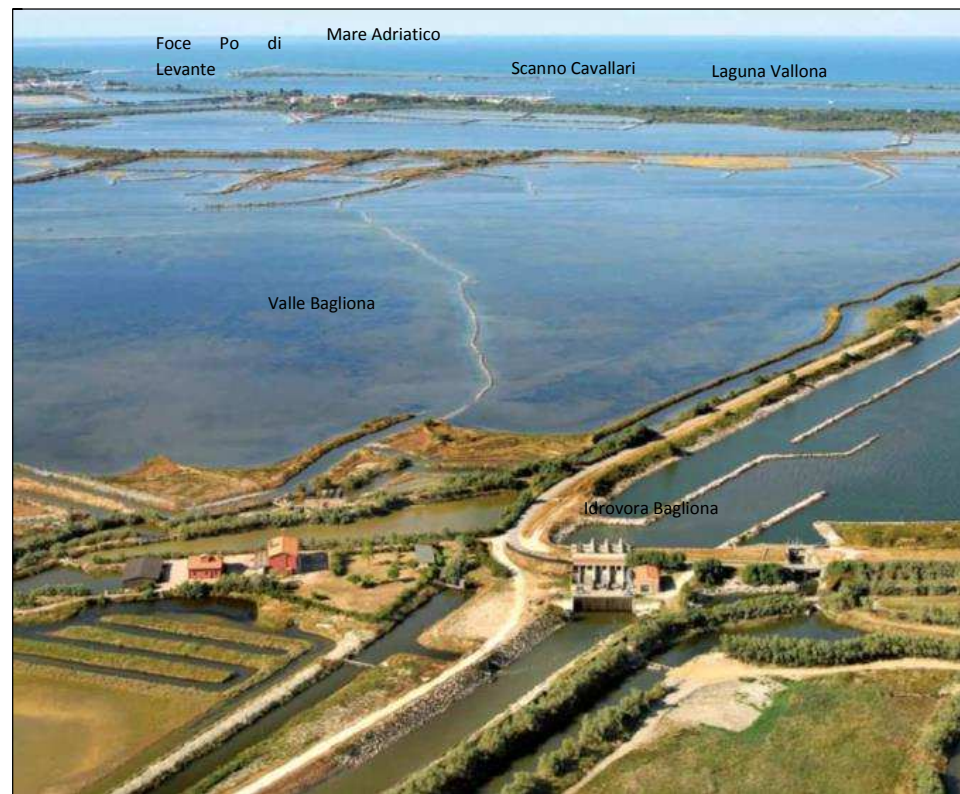 Mare Adriatico
Foce Po di
Levante
Scanno Cavallari
Laguna Vallona
Valle Bagliona
Idrovora Bagliona